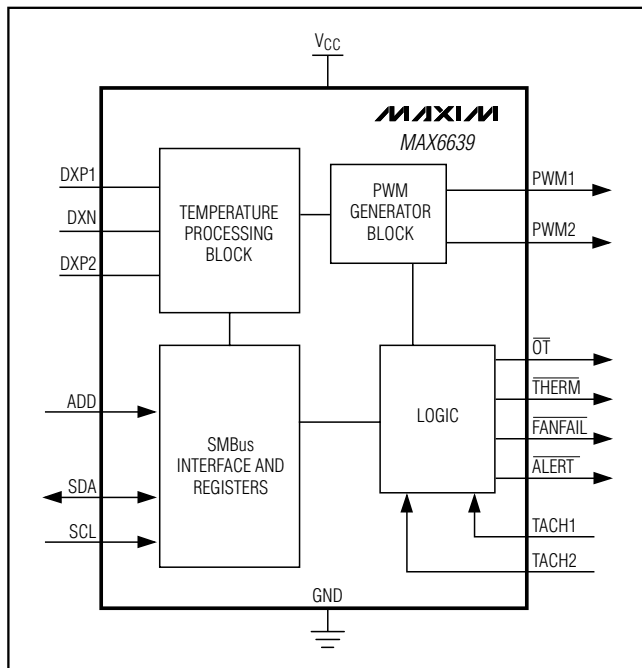 VCC
MAXIM
MAX6639
DXP1
DXN
DXP2
TEMPERATURE
PROCESSING
BLOCK
PWM
GENERATOR
BLOCK
PWM1
PWM2
ADD
SDA
SCL
SMBus
INTERFACE AND
REGISTERS
LOGIC
OT
THERM
FANFAIL
ALERT
TACH1
TACH2
GND